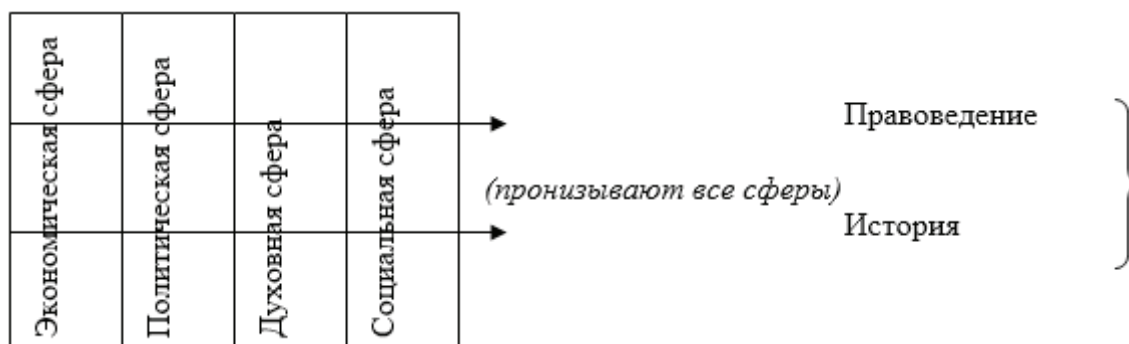 Экономическая сфера
Политическая сфера
Духовная сфера
Социальная сфера
Правоведение
(пронизывают все сферы)
История